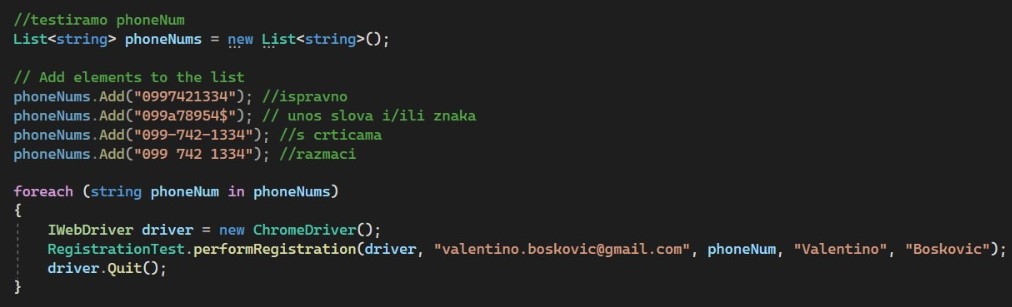 //testiramo phoneNum
List<string> phoneNums = new List<string>();
// Add elements to the list
phoneNums.Add("0997421334"); //ispravno
phoneNums.Add("099a78954$"); // unos slova i/ili znaka
phoneNums.Add("099-742-1334"); //s crticama
phoneNums.Add("099 742 1334"); //razmaci
foreach (string phoneNum in phoneNums)
{
IWebDriver driver = new ChromeDriver();
RegistrationTest.performRegistration(driver, "valentino.boskovic@gmail.com", phoneNum, "Valentino", "Boskovic");
driver.Quit();
}